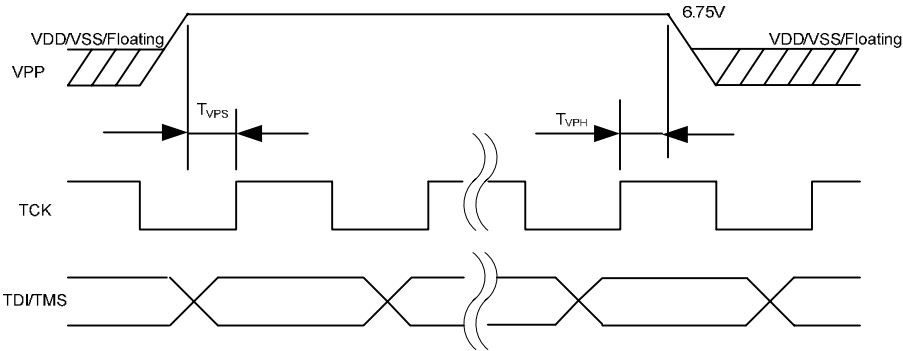 6.75V
VDD/VSS/Floating
VDD/VSS/Floating
VPP
TVPS
TVPH
TCK
TDI/TMS